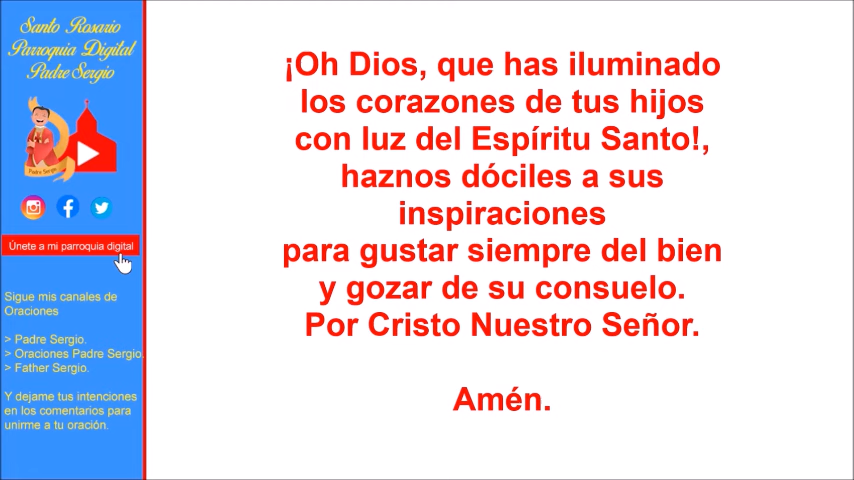 Santo Rosario
Parroquia Digital
Padre Sergio
Padre Sergio
Únete a mi parroquia digital
Sigue mis canales de
Oraciones
> Padre Sergio.
> Oraciones Padre Sergio.
> Father Sergio.
Y dejame tus intenciones
en los comentarios para
unirme a tu oración.
¡Oh Dios, que has iluminado
los corazones de tus hijos
con luz del Espíritu Santo!,
haznos dóciles a sus
inspiraciones
para gustar siempre del bien
y gozar de su consuelo.
Por Cristo Nuestro Señor.
Amén.